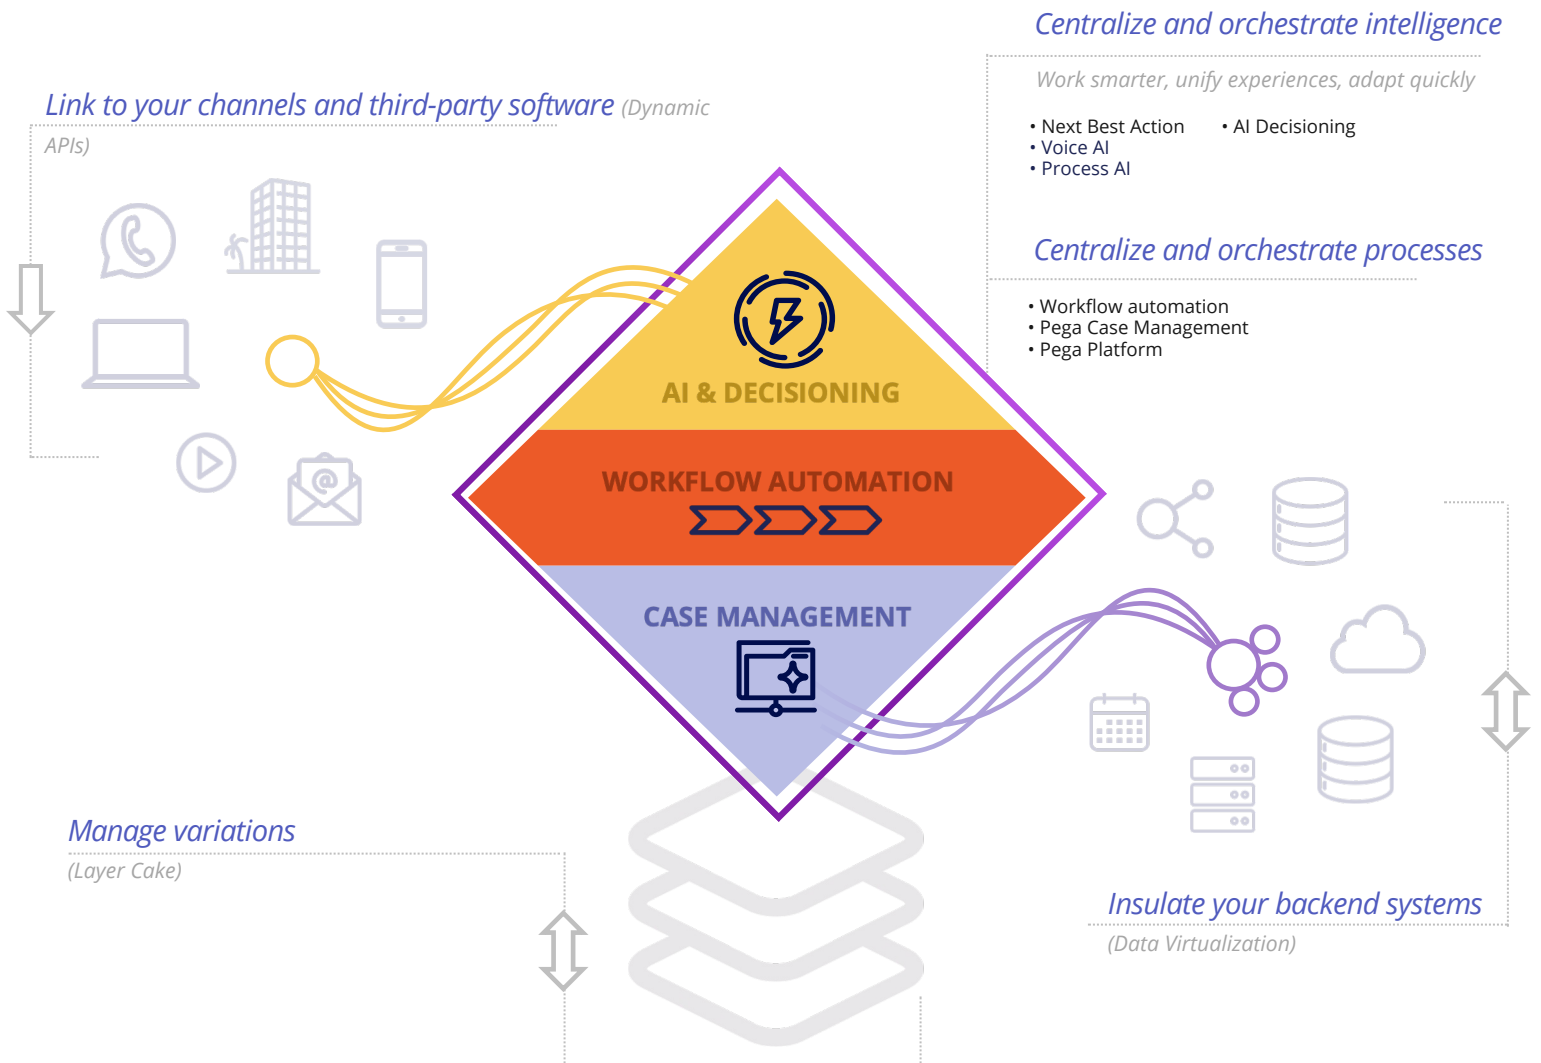 Centralize and orchestrate intelligence
Work smarter, unify experiences, adapt quickly
• Next Best Action • AI Decisioning
• Voice AI
• Process AI
Link to your channels and third-party software (Dynamic
APIs)
Centralize and orchestrate processes
• Workflow automation
• Pega Case Management
• Pega Platform
AI & DECISIONING
WORKFLOW AUTOMATION
CASE MANAGEMENT
@
Manage variations
(Layer Cake)
Insulate your backend systems
(Data Virtualization)